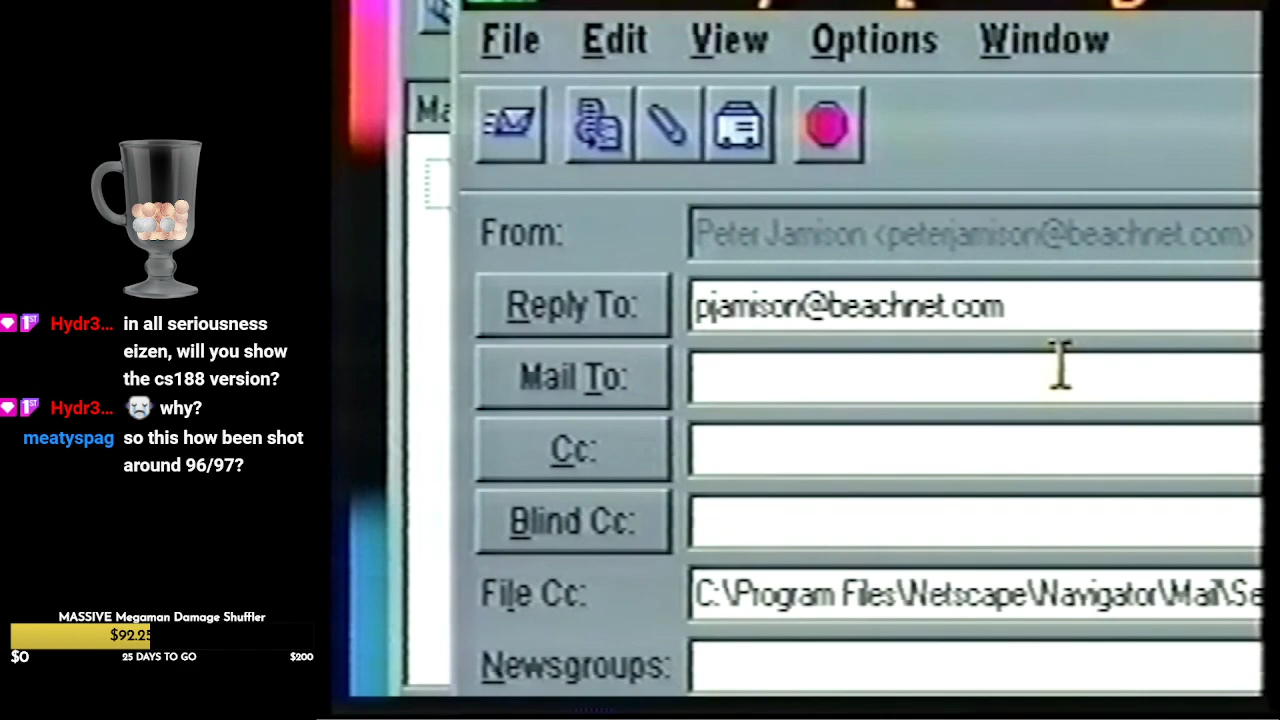 File Edit View Options Window
From: Peter Jamison <peterjamison@beachnet.com>
Reply To: pjamison@beachnet.com
Mail To:
Cc:
Blind Cc:
File Cc: C:\Program Files\Netscape\Navigator\Mail\Se
Newsgroups:
Hydr3... in all seriousness
eizen, will you show
the cs188 version?
Hydr3... why?
meatyspag so this how been shot
around 96/97?
MASSIVE Megaman Damage Shuffler
$92.25
$0 25 DAYS TO GO $200